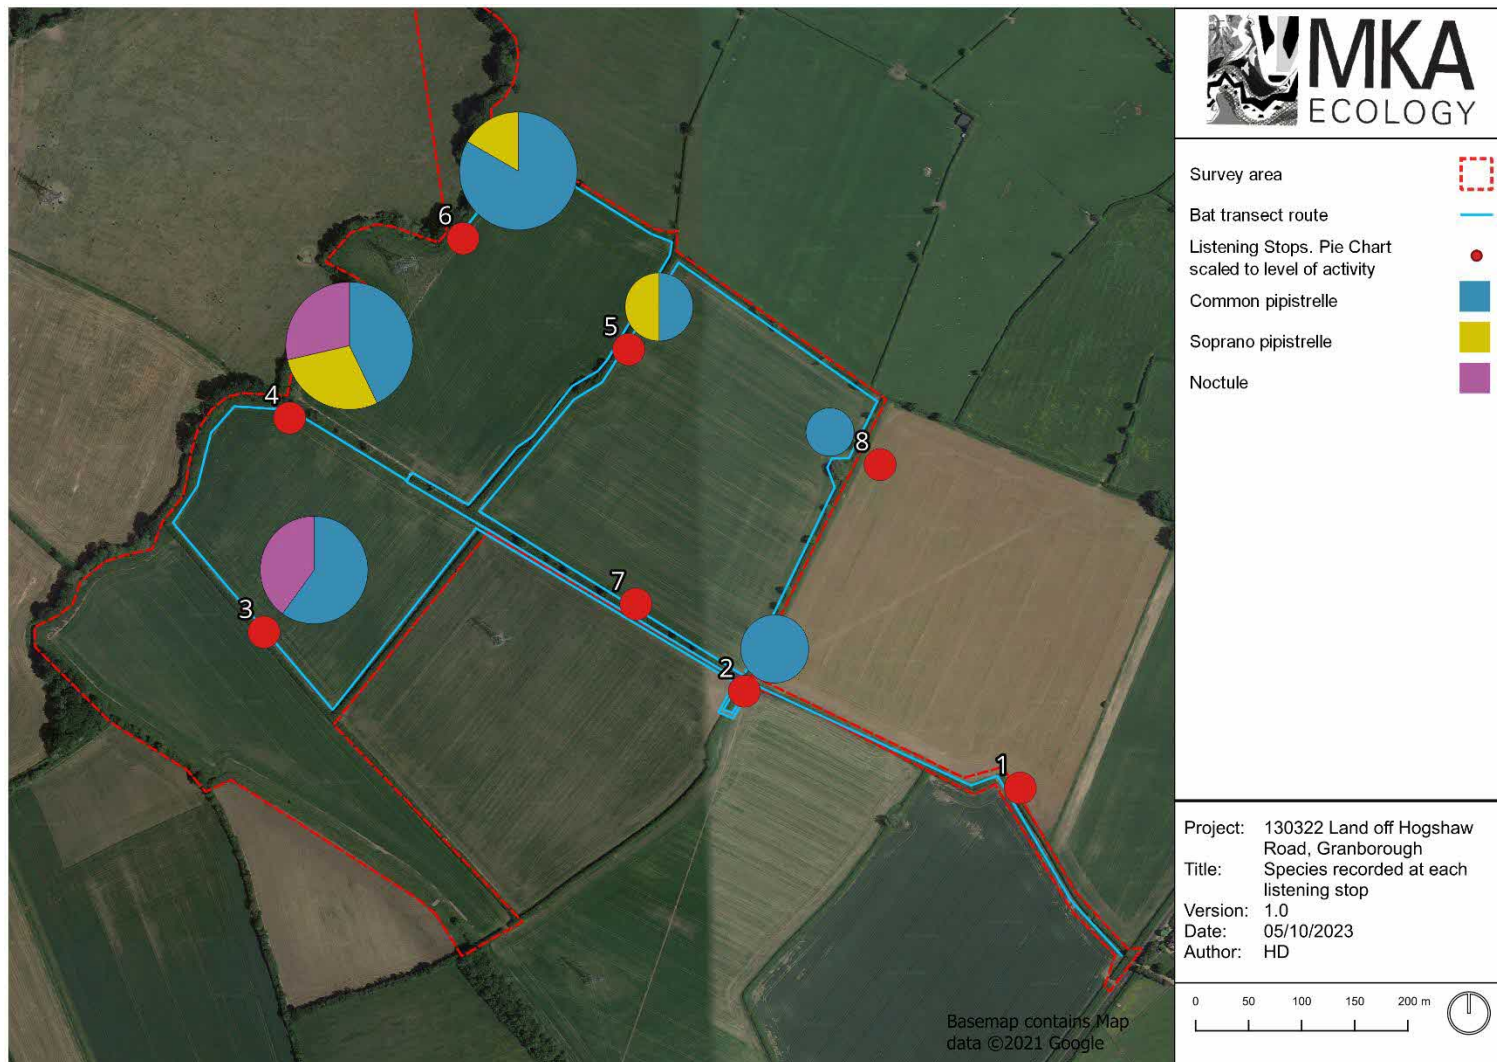 MKA
ECOLOGY
Survey area
Bat transect route
Listening Stops. Pie Chart
scaled to level of activity
Common pipistrelle
Soprano pipistrelle
Noctule
6
5
4
8
3
7
2
1
Project: 130322 Land off Hogshaw
Road, Granborough
Title: Species recorded at each
listening stop
Version: 1.0
Date: 05/10/2023
Author: HD
0 50 100 150 200 m
Basemap contains Map
data ©2021 Google